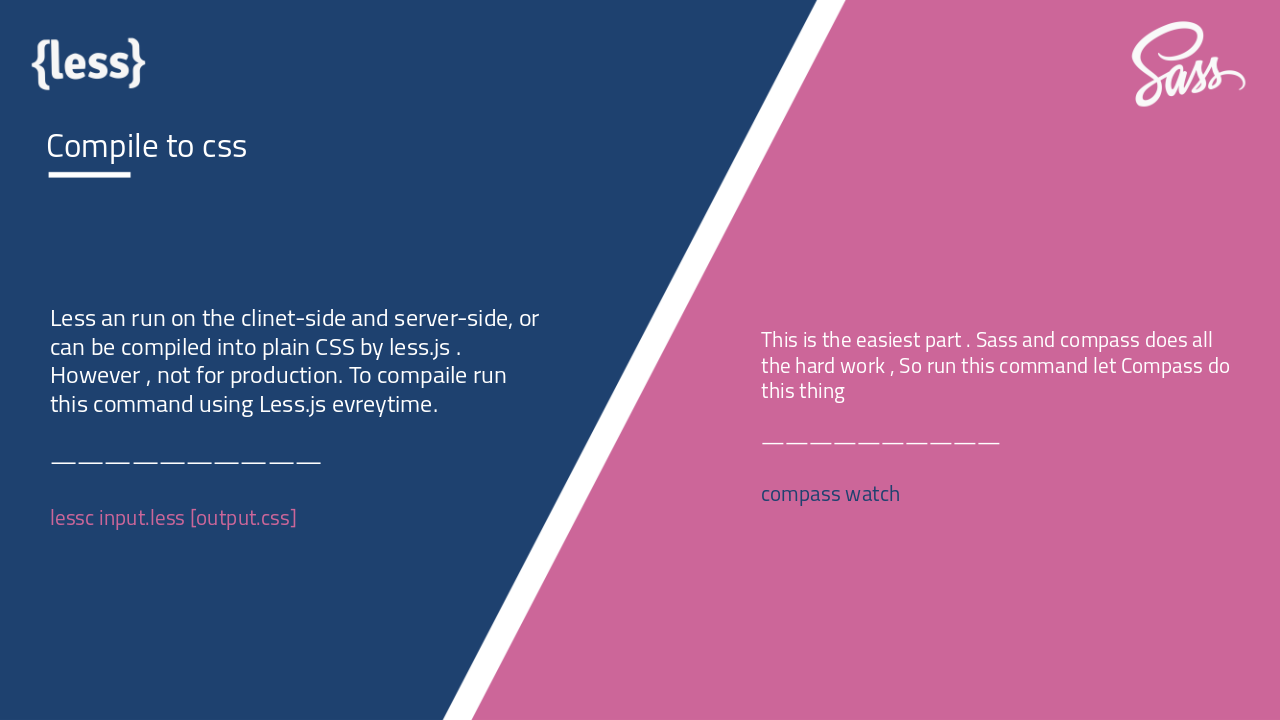 {less}
Sass
Compile to css
Less an run on the clinet-side and server-side, or
can be compiled into plain CSS by less.js .
However , not for production. To compaile run
this command using Less.js evreytime.
——————————
lessc input.less [output.css]
This is the easiest part . Sass and compass does all
the hard work , So run this command let Compass do
this thing
——————————
compass watch